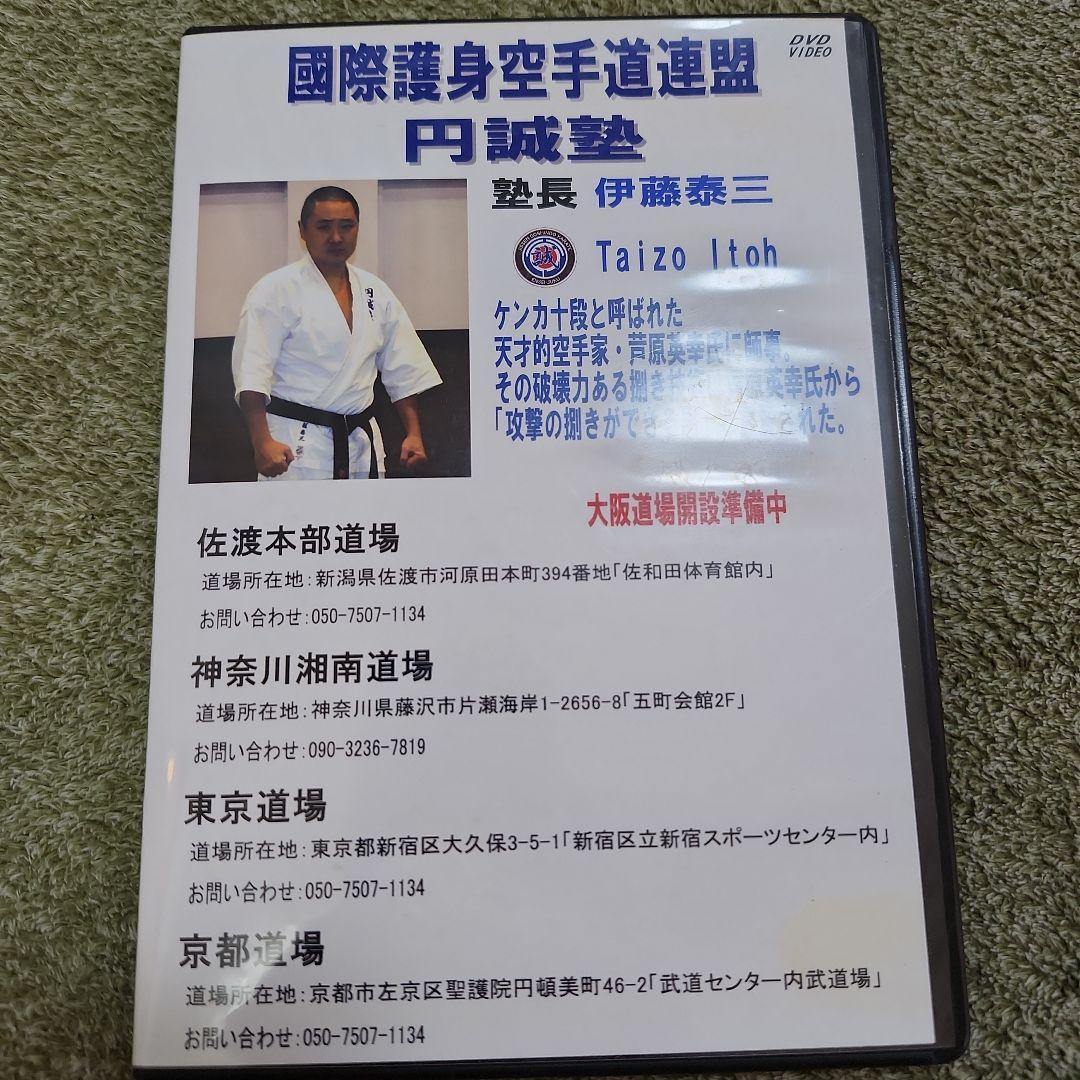 DVD
VIDEO
國際護身空手道連盟
円誠塾
塾長 伊藤泰三
Taizo Itoh
ケンカ十段と呼ばれた
天才的空手家・芦原英幸氏に師事。
その破壊力ある捌き 英幸氏から
「攻撃の捌きができ された。
大阪道場開設準備中
佐渡本部道場
道場所在地:新潟県佐渡市河原田本町394番地「佐和田体育館内」
お問い合わせ:050-7507-1134
神奈川湘南道場
道場所在地:神奈川県藤沢市片瀬海岸1-2656-8「五町会館2F」
お問い合わせ:090-3236-7819
東京道場
道場所在地:東京都新宿区大久保3-5-1「新宿区立新宿スポーツセンター内」
お問い合わせ:050-7507-1134
京都道場
道場所在地:京都市左京区聖護院円頓美町46-2「武道センター内武道場」
お問い合わせ:050-7507-1134